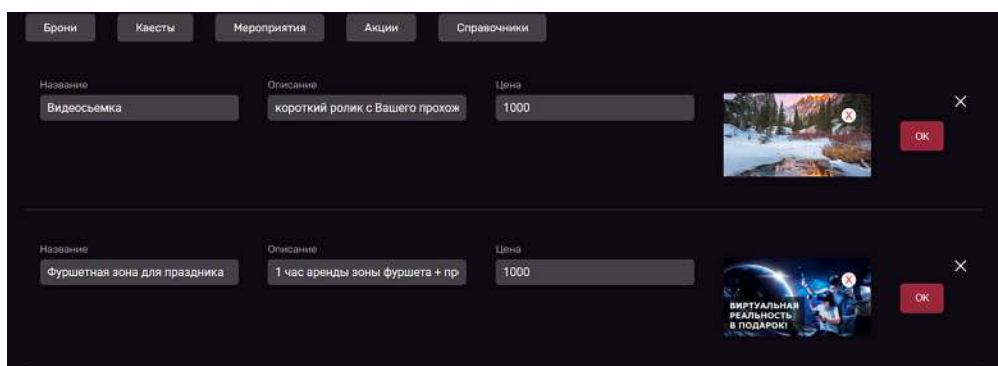 Брони Квесты Мероприятия Акции Справочники
Название Описание Цена
Видеосьемка короткий ролик с Вашего прохож 1000
X
ОК
Название Описание Цена
Фуршетная зона для праздника 1 час аренды зоны фуршета + пр 1000
X
ОК
ВИРТУАЛЬНАЯ
РЕАЛЬНОСТЬ
В ПОДАРОК!